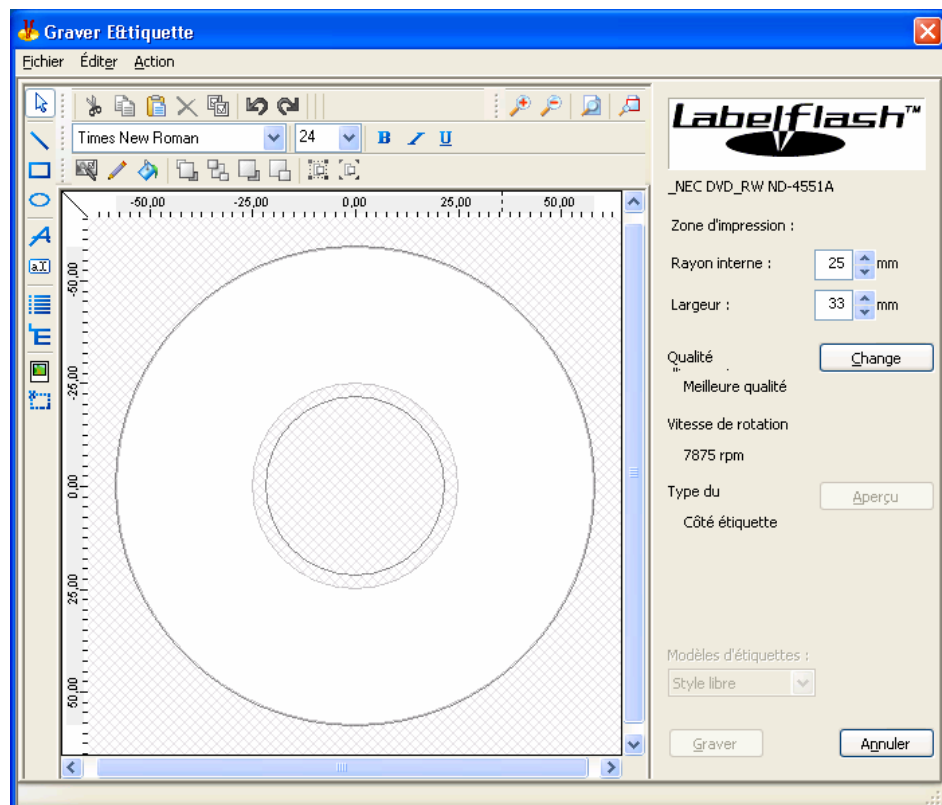 Graver E&tiquette
Fichier Éditer Action
Times New Roman 24 B I U
-50,00 -25,00 0,00 25,00 50,00
-50,00
-25,00
0,00
25,00
50,00
Labelflash™
_NEC DVD_RW ND-4551A
Zone d'impression :
Rayon interne : 25 mm
Largeur : 33 mm
Qualité Change
Meilleure qualité
Vitesse de rotation
7875 rpm
Type du Aperçu
Côté étiquette
Modèles d'étiquettes :
Style libre
Graver Annuler